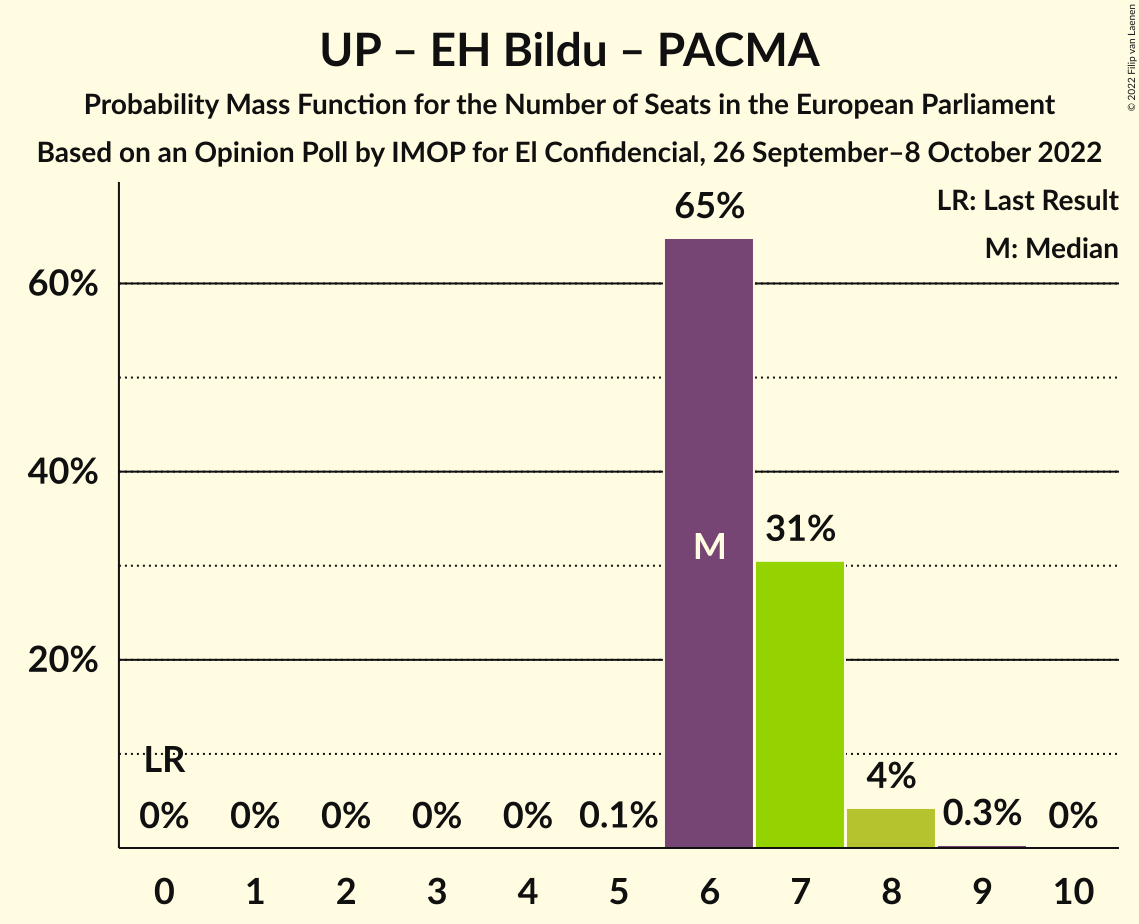 UP – EH Bildu – PACMA
Probability Mass Function for the Number of Seats in the European Parliament
Based on an Opinion Poll by IMOP for El Confidencial, 26 September–8 October 2022
© 2022 Filip van Laenen
LR: Last Result
M: Median
65%
60%
40%
31%
M
20%
LR
4%
0% 0% 0% 0% 0% 0.1% 0.3% 0%
0 1 2 3 4 5 6 7 8 9 10